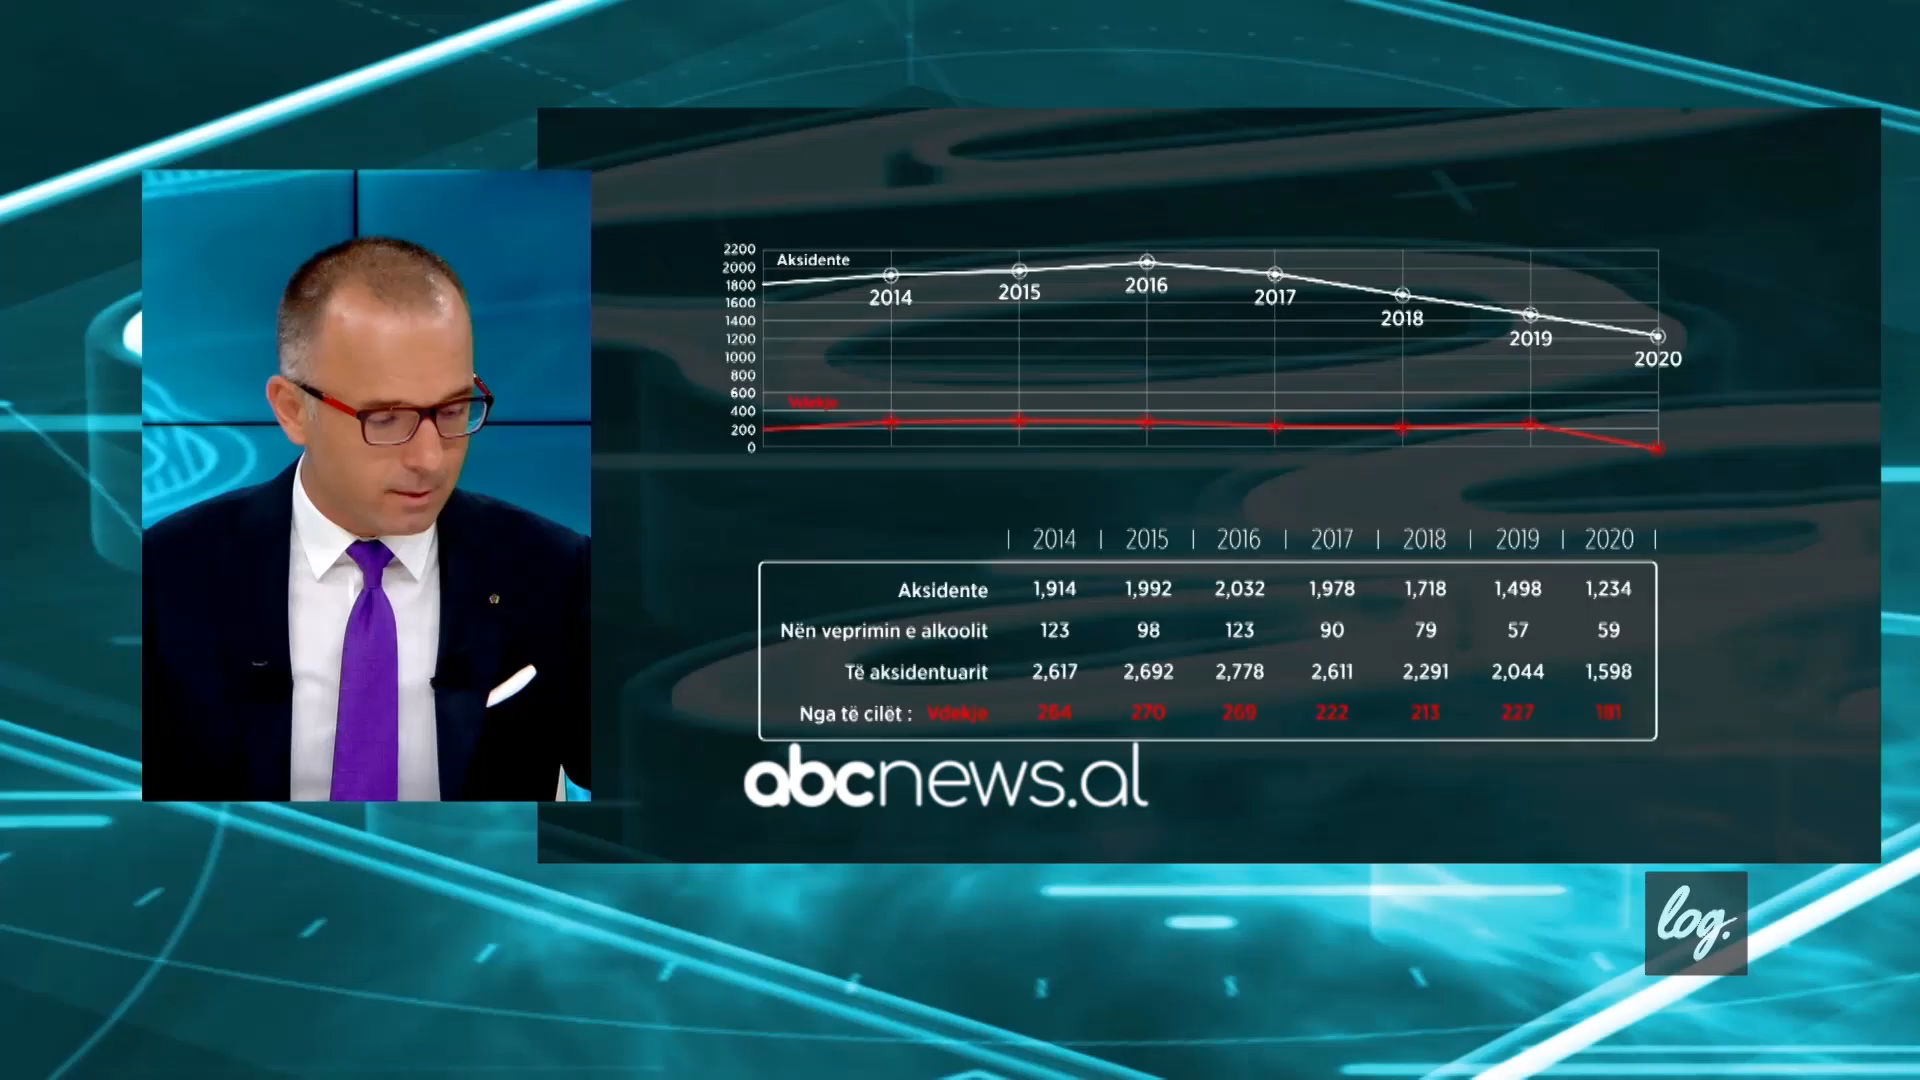 2200
Aksidente
2000
1800
1600
1400
1200
1000
800
600
400
200
0
2014
2015
2016
2017
2018
2019
2020
Vdekje
| 2014 | 2015 | 2016 | 2017 | 2018 | 2019 | 2020 |
Aksidente 1,914 1,992 2,032 1,978 1,718 1,498 1,234
Nën veprimin e alkoolit 123 98 123 90 79 57 59
Të aksidentuarit 2,617 2,692 2,778 2,611 2,291 2,044 1,598
Nga të cilët : Vdekje 264 270 269 222 213 227 181
abcnews.al
log.